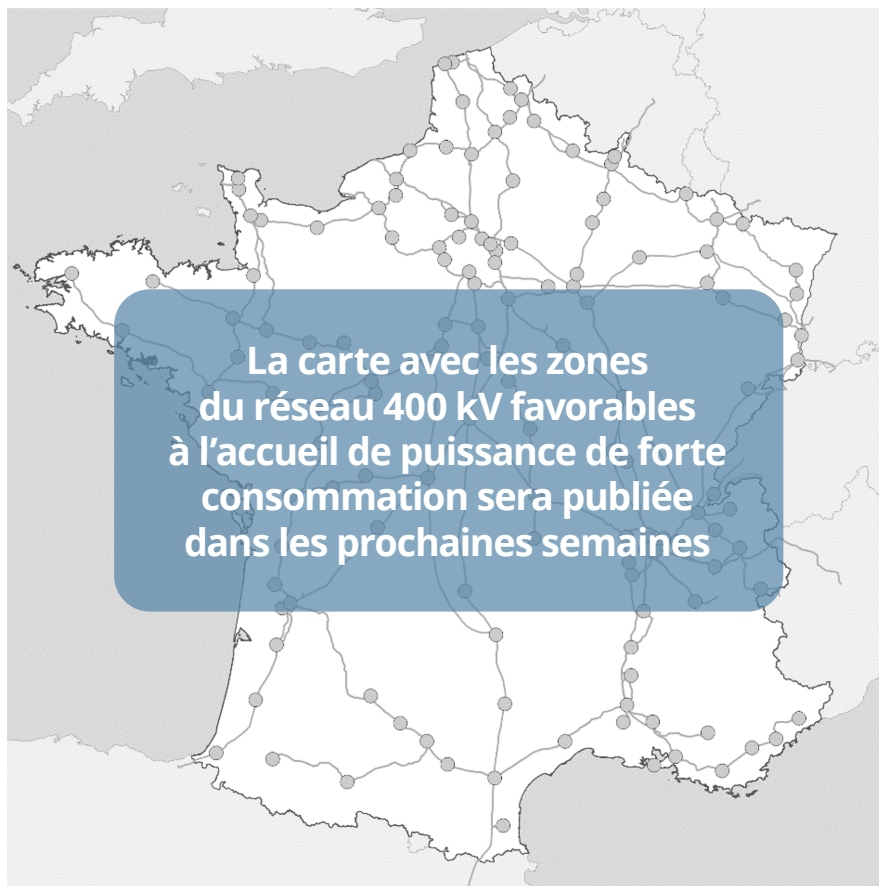 La carte avec les zones
du réseau 400 kV favorables
à l’accueil de puissance de forte
consommation sera publiée
dans les prochaines semaines